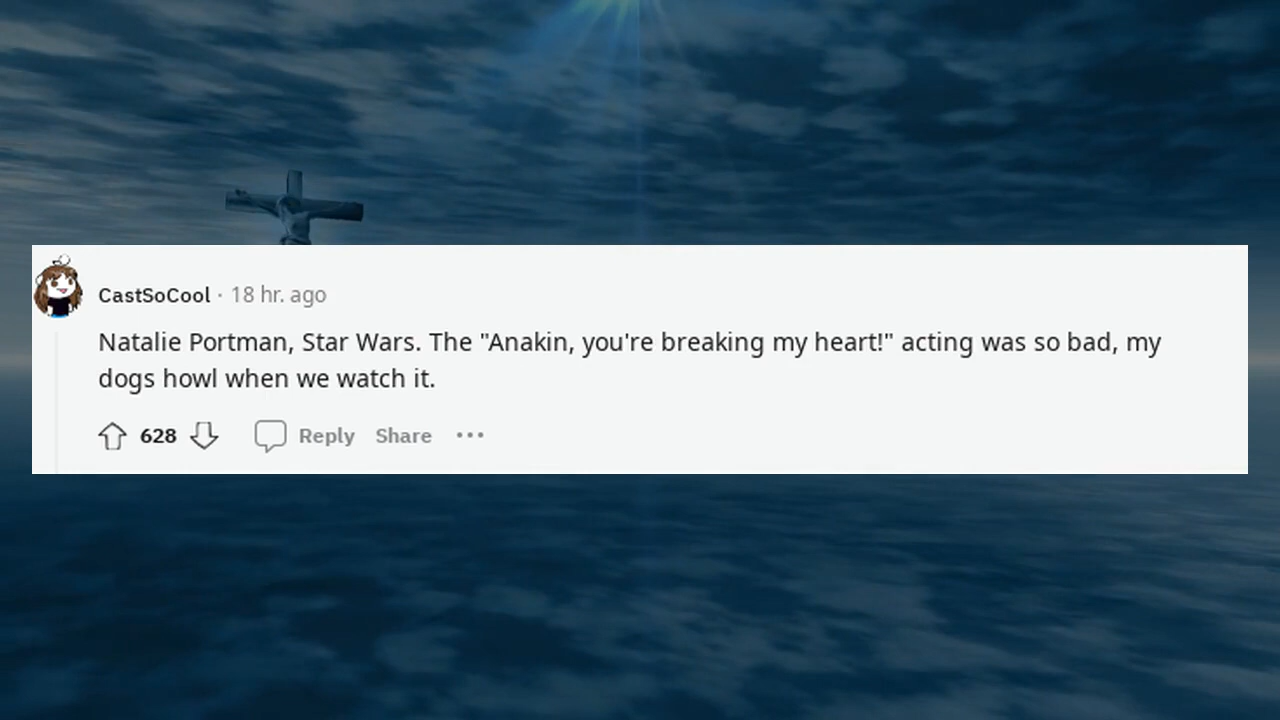 CastSoCool · 18 hr. ago
Natalie Portman, Star Wars. The "Anakin, you're breaking my heart!" acting was so bad, my
dogs howl when we watch it.
628 Reply Share ···